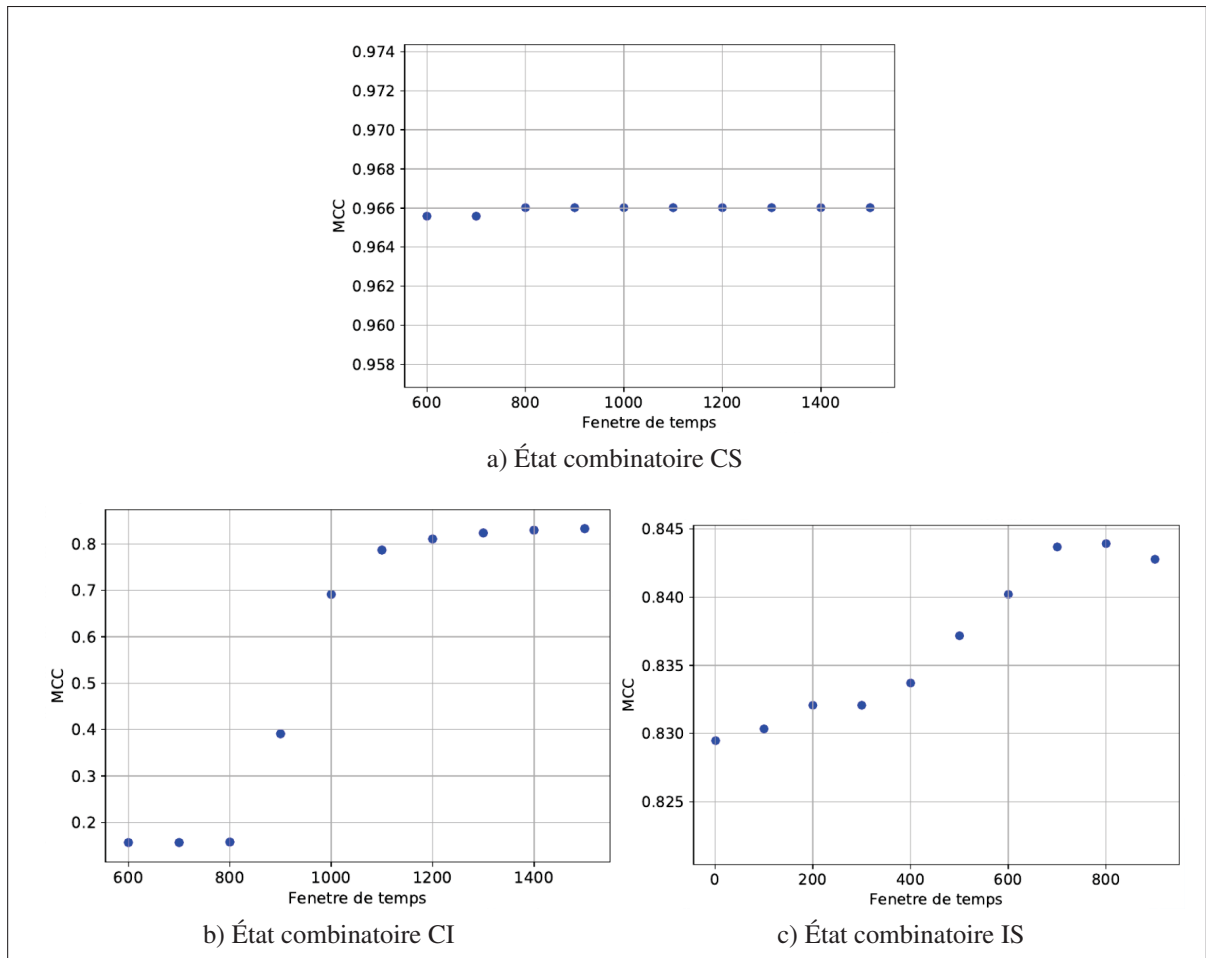 0.974
0.972
0.970
0.968
0.966
0.964
0.962
0.960
0.958
MCC
600 800 1000 1200 1400
Fenetre de temps
a) État combinatoire CS
0.8
0.7
0.6
0.5
0.4
0.3
0.2
MCC
600 800 1000 1200 1400
Fenetre de temps
b) État combinatoire CI
0.845
0.840
0.835
0.830
0.825
MCC
0 200 400 600 800
Fenetre de temps
c) État combinatoire IS